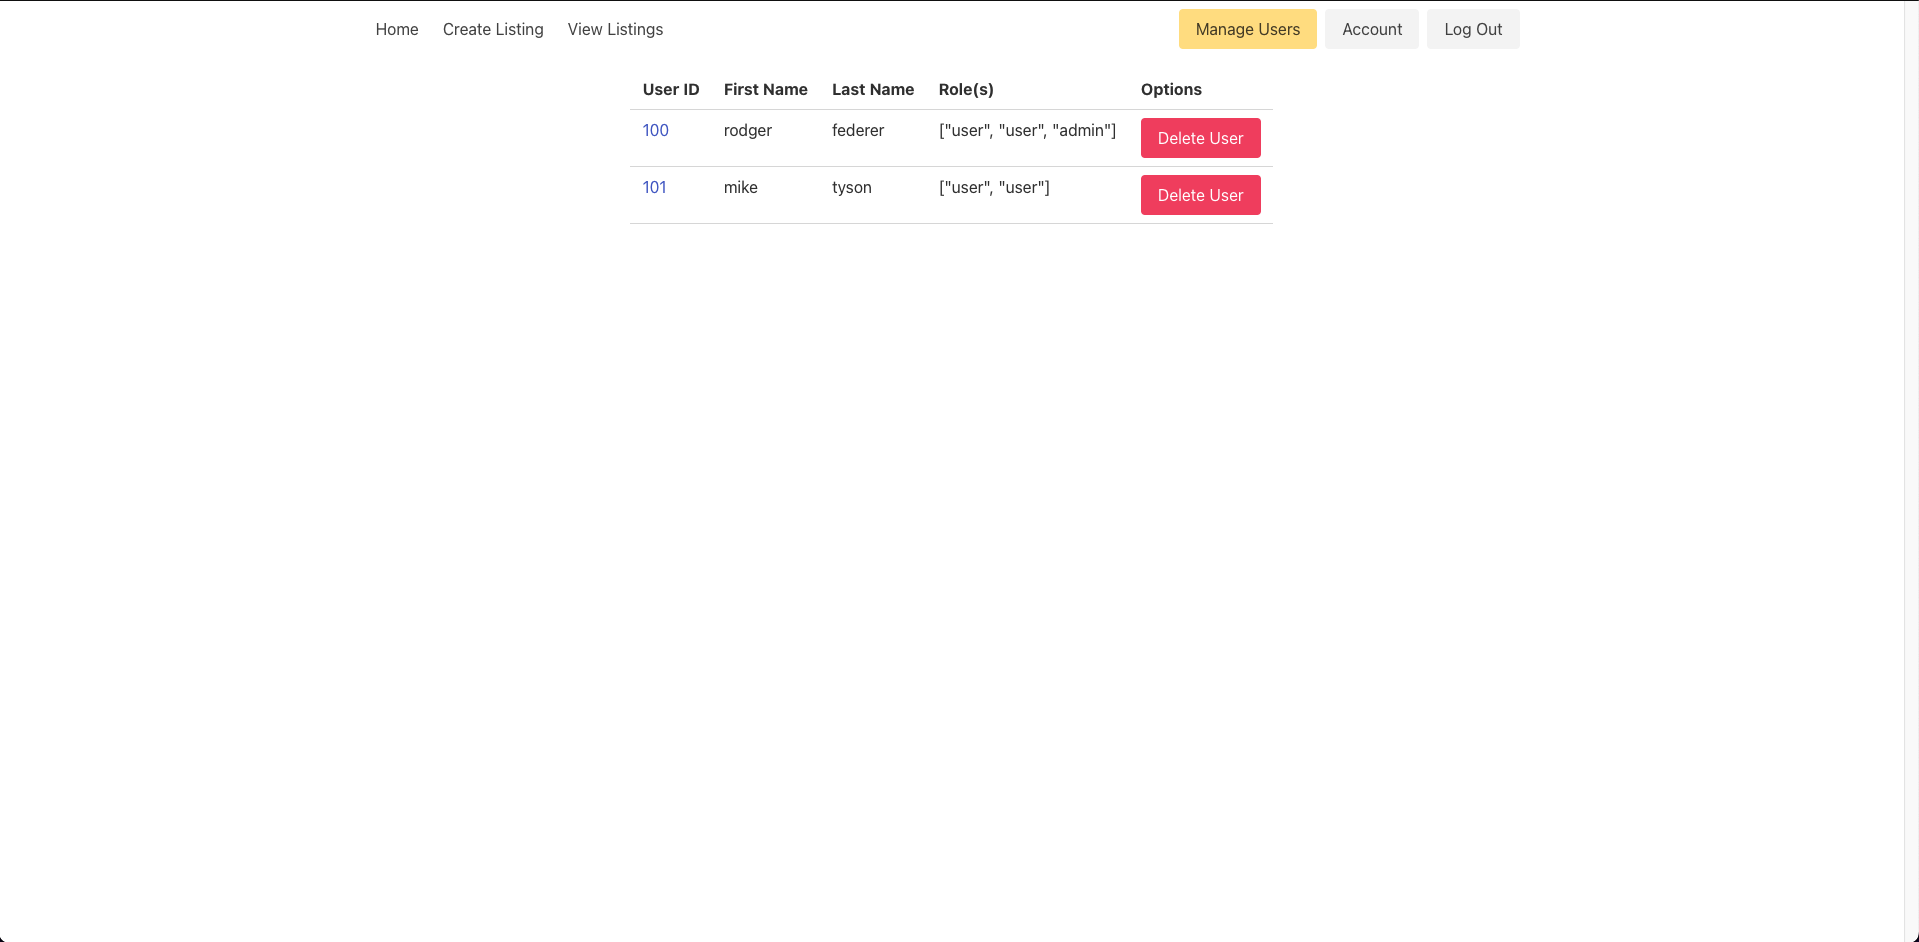 Home Create Listing View Listings Manage Users Account Log Out
User ID First Name Last Name Role(s) Options
100 rodger federer ["user", "user", "admin"] Delete User
101 mike tyson ["user", "user"] Delete User